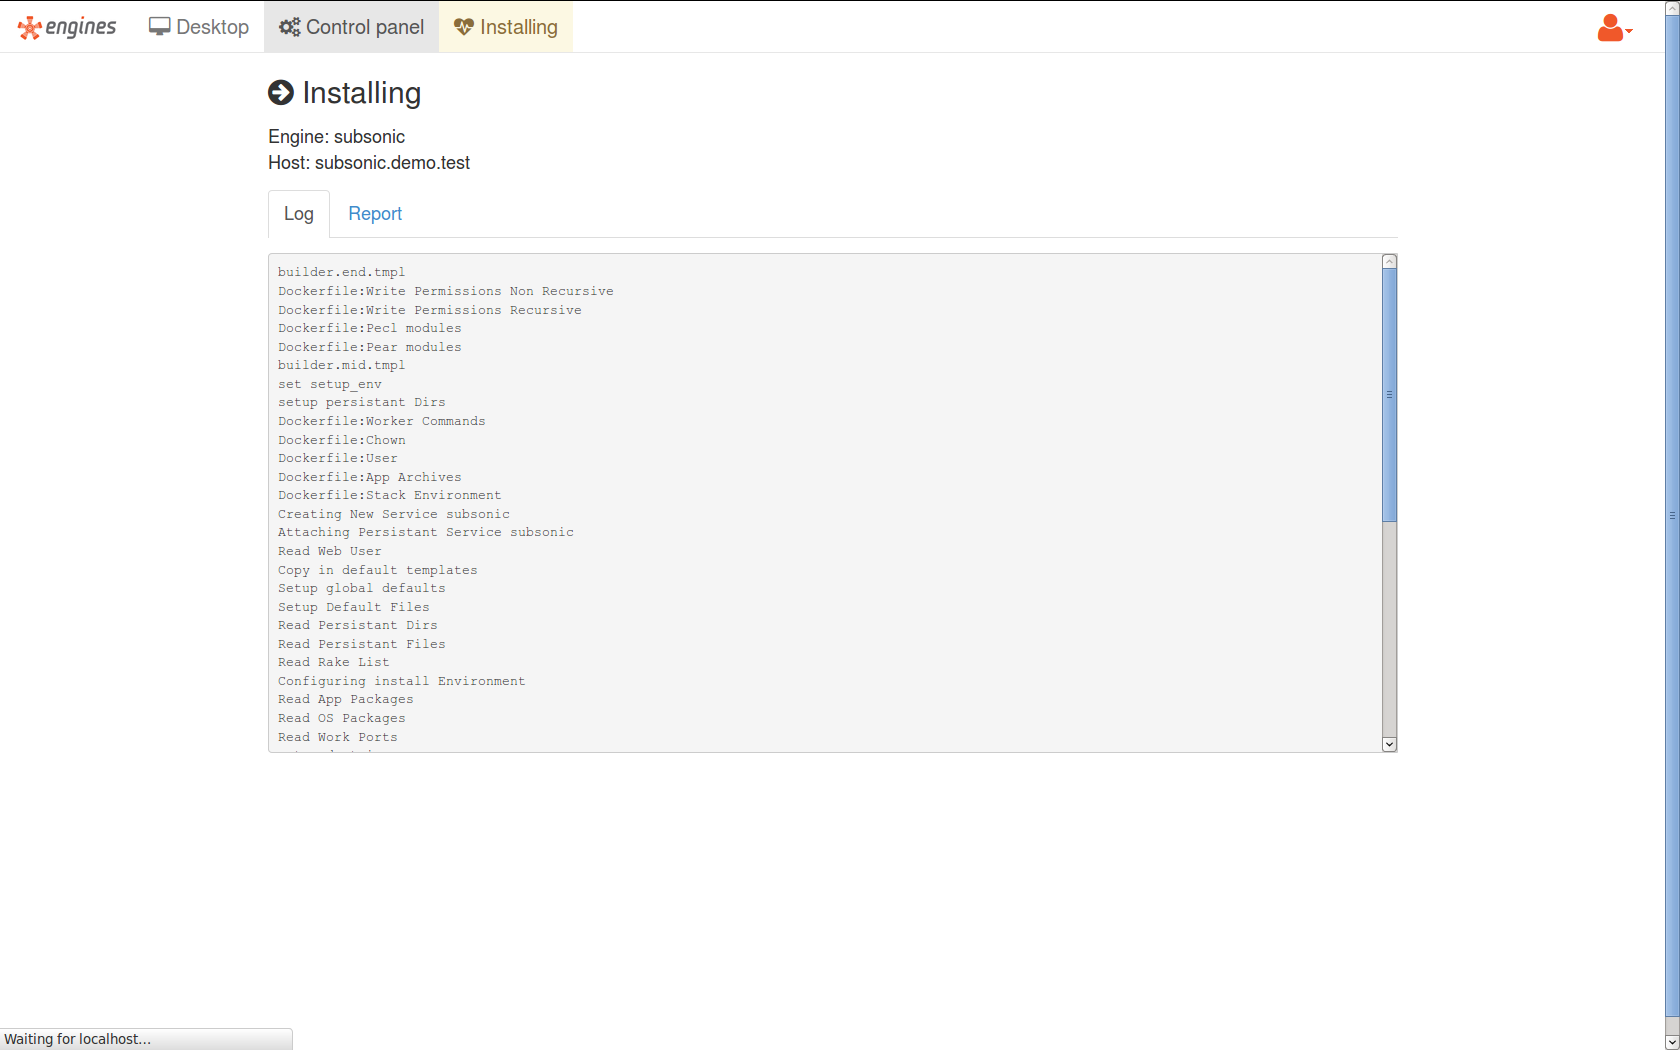 engines Desktop Control panel Installing
Installing
Engine: subsonic
Host: subsonic.demo.test
Log Report
builder.end.tmpl
Dockerfile:Write Permissions Non Recursive
Dockerfile:Write Permissions Recursive
Dockerfile:Pecl modules
Dockerfile:Pear modules
builder.mid.tmpl
set setup_env
setup persistant Dirs
Dockerfile:Worker Commands
Dockerfile:Chown
Dockerfile:User
Dockerfile:App Archives
Dockerfile:Stack Environment
Creating New Service subsonic
Attaching Persistant Service subsonic
Read Web User
Copy in default templates
Setup global defaults
Setup Default Files
Read Persistant Dirs
Read Persistant Files
Read Rake List
Configuring install Environment
Read App Packages
Read OS Packages
Read Work Ports
Waiting for localhost...